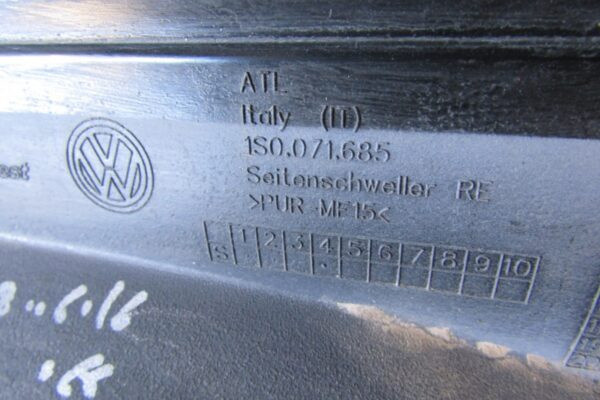 ATL
Italy (IT)
1S0.071.685
Seitenschweller RE
>PUR-MF15<
S 1 2 3 4 5 6 7 8 9 10